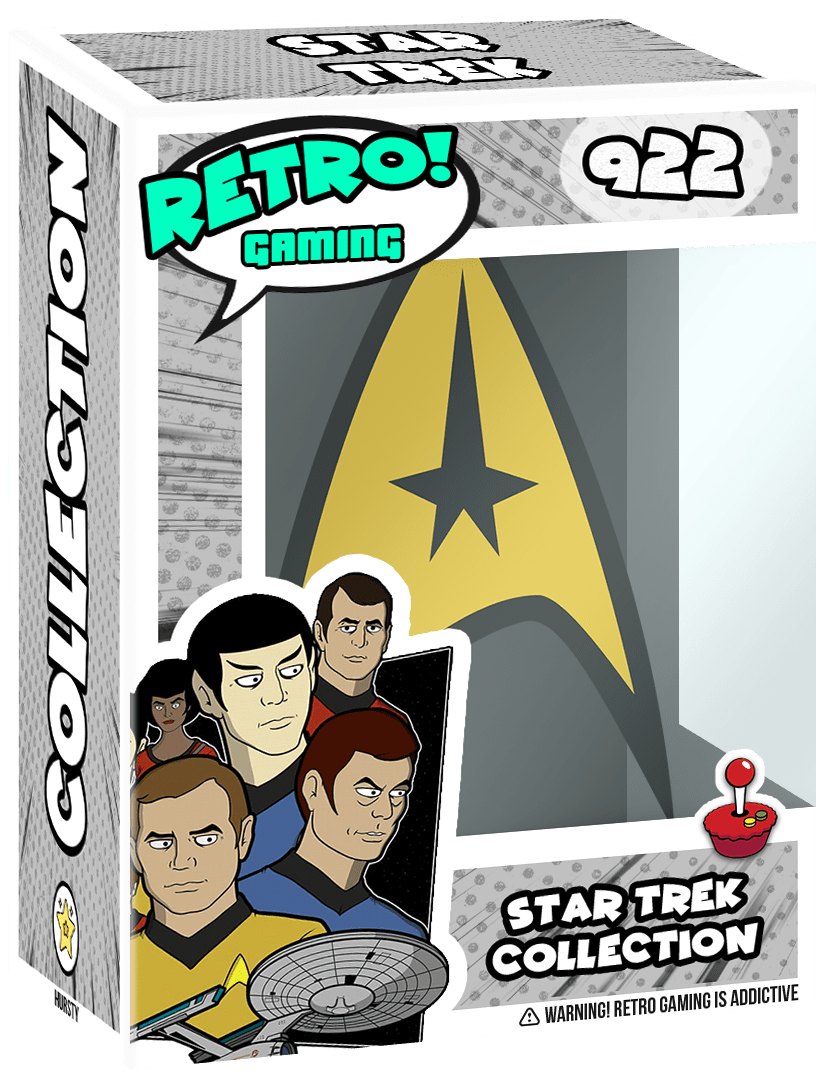 STAR
TREK
RETRO!
GAMING
922
COLLECTION
HURSTY
STAR TREK
COLLECTION
WARNING! RETRO GAMING IS ADDICTIVE